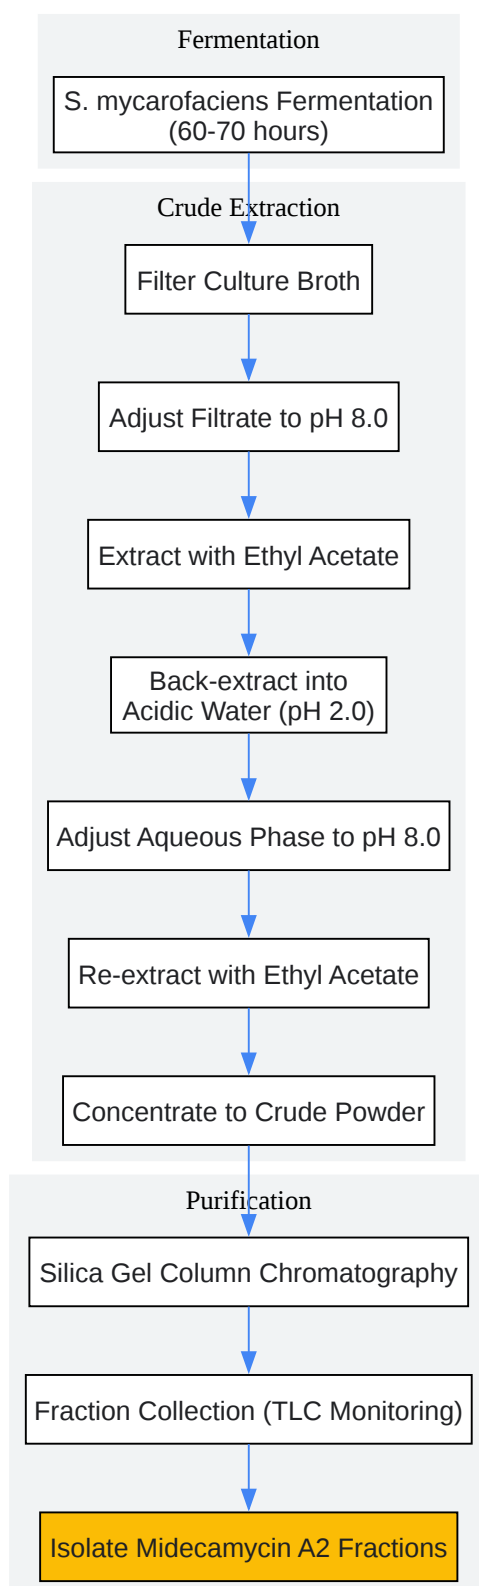 Fermentation
S. mycarofaciens Fermentation
(60-70 hours)
Crude Extraction
Filter Culture Broth
Adjust Filtrate to pH 8.0
Extract with Ethyl Acetate
Back-extract into
Acidic Water (pH 2.0)
Adjust Aqueous Phase to pH 8.0
Re-extract with Ethyl Acetate
Concentrate to Crude Powder
Purification
Silica Gel Column Chromatography
Fraction Collection (TLC Monitoring)
Isolate Midecamycin A2 Fractions